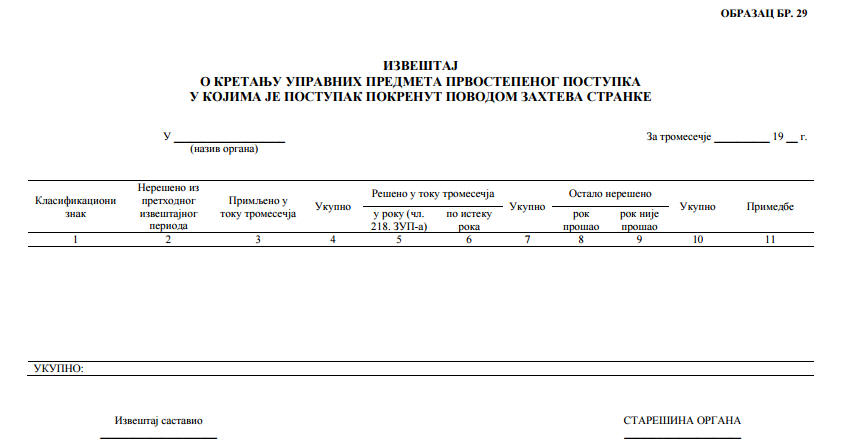 ОБРАЗАЦ БР. 29
ИЗВЕШТАЈ
О КРЕТАЊУ УПРАВНИХ ПРЕДМЕТА ПРВОСТЕПЕНОГ ПОСТУПКА
У КОЈИМА ЈЕ ПОСТУПАК ПОКРЕНУТ ПОВОДОМ ЗАХТЕВА СТРАНКЕ
У ____________________ За тромесечје __________ 19 __ г.
(назив органа)
Класификациони
знак
Нерешено из
претходног
извештајног
периода
Примљено у
току тромесечја
Укупно
Решено у току тромесечја
у року (чл.
218. ЗУП-а)
по истеку
рока
Укупно
Остало нерешено
рок
прошао
рок није
прошао
Укупно
Примедбе
1 2 3 4 5 6 7 8 9 10 11
УКУПНО:
Извештај саставио СТАРЕШИНА ОРГАНА